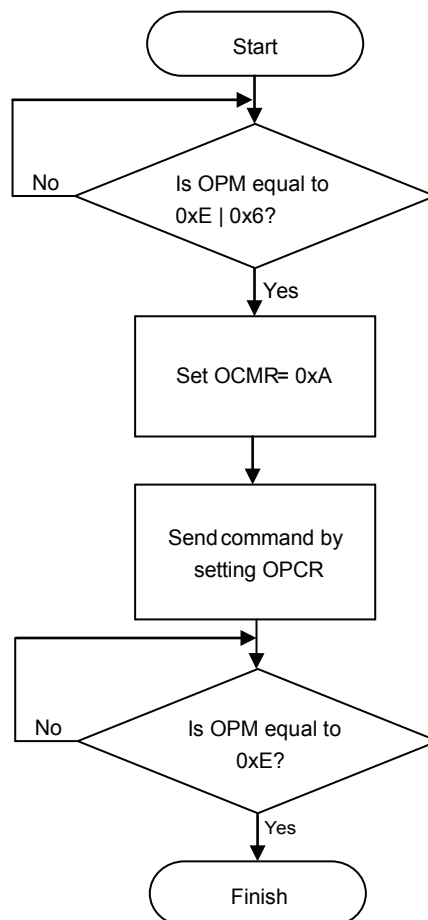 Start
No
Is OPM equal to
0xE | 0x6?
Yes
Set OCMR= 0xA
Send command by
setting OPCR
No
Is OPM equal to
0xE?
Yes
Finish